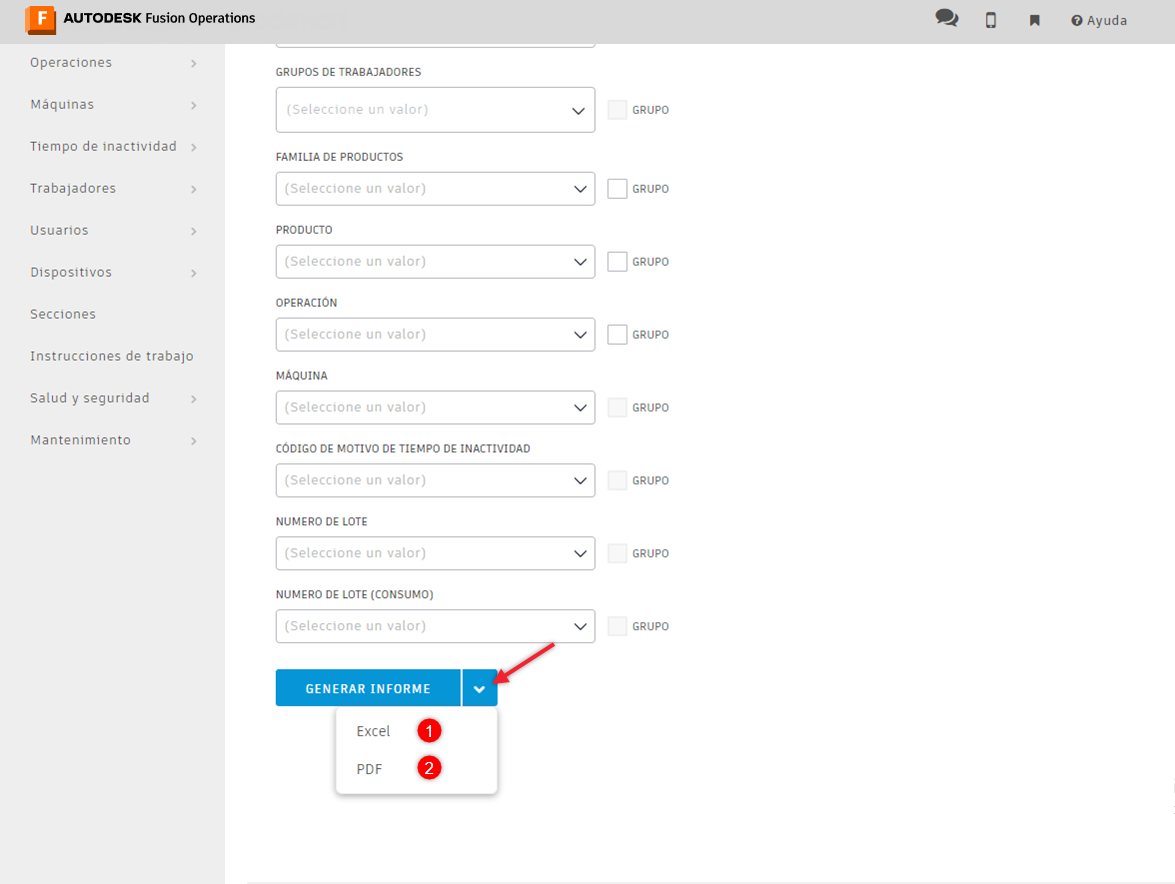 F AUTODESK Fusion Operations
Ayuda
Operaciones
Máquinas
Tiempo de inactividad
Trabajadores
Usuarios
Dispositivos
Secciones
Instrucciones de trabajo
Salud y seguridad
Mantenimiento
GRUPOS DE TRABAJADORES
(Seleccione un valor) GRUPO
FAMILIA DE PRODUCTOS
(Seleccione un valor) GRUPO
PRODUCTO
(Seleccione un valor) GRUPO
OPERACIÓN
(Seleccione un valor) GRUPO
MÁQUINA
(Seleccione un valor) GRUPO
CÓDIGO DE MOTIVO DE TIEMPO DE INACTIVIDAD
(Seleccione un valor) GRUPO
NUMERO DE LOTE
(Seleccione un valor) GRUPO
NUMERO DE LOTE (CONSUMO)
(Seleccione un valor) GRUPO
GENERAR INFORME
Excel 1
PDF 2